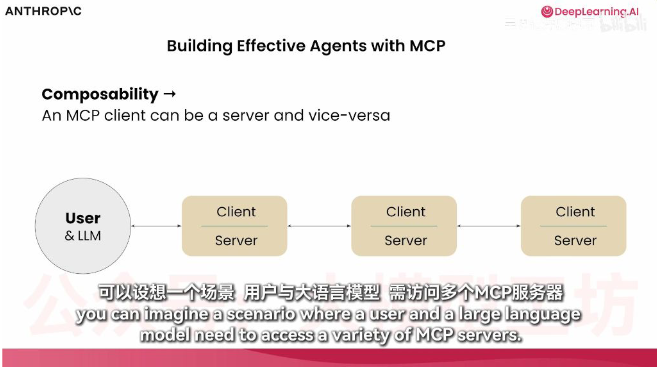 ANTHROP\C
DeepLearning.AI
bilibili
Building Effective Agents with MCP
Composability →
An MCP client can be a server and vice-versa
User
& LLM
Client
Server
Client
Server
Client
Server
可以设想一个场景 用户与大语言模型 需访问多个MCP服务器
you can imagine a scenario where a user and a large language
model need to access a variety of MCP servers.